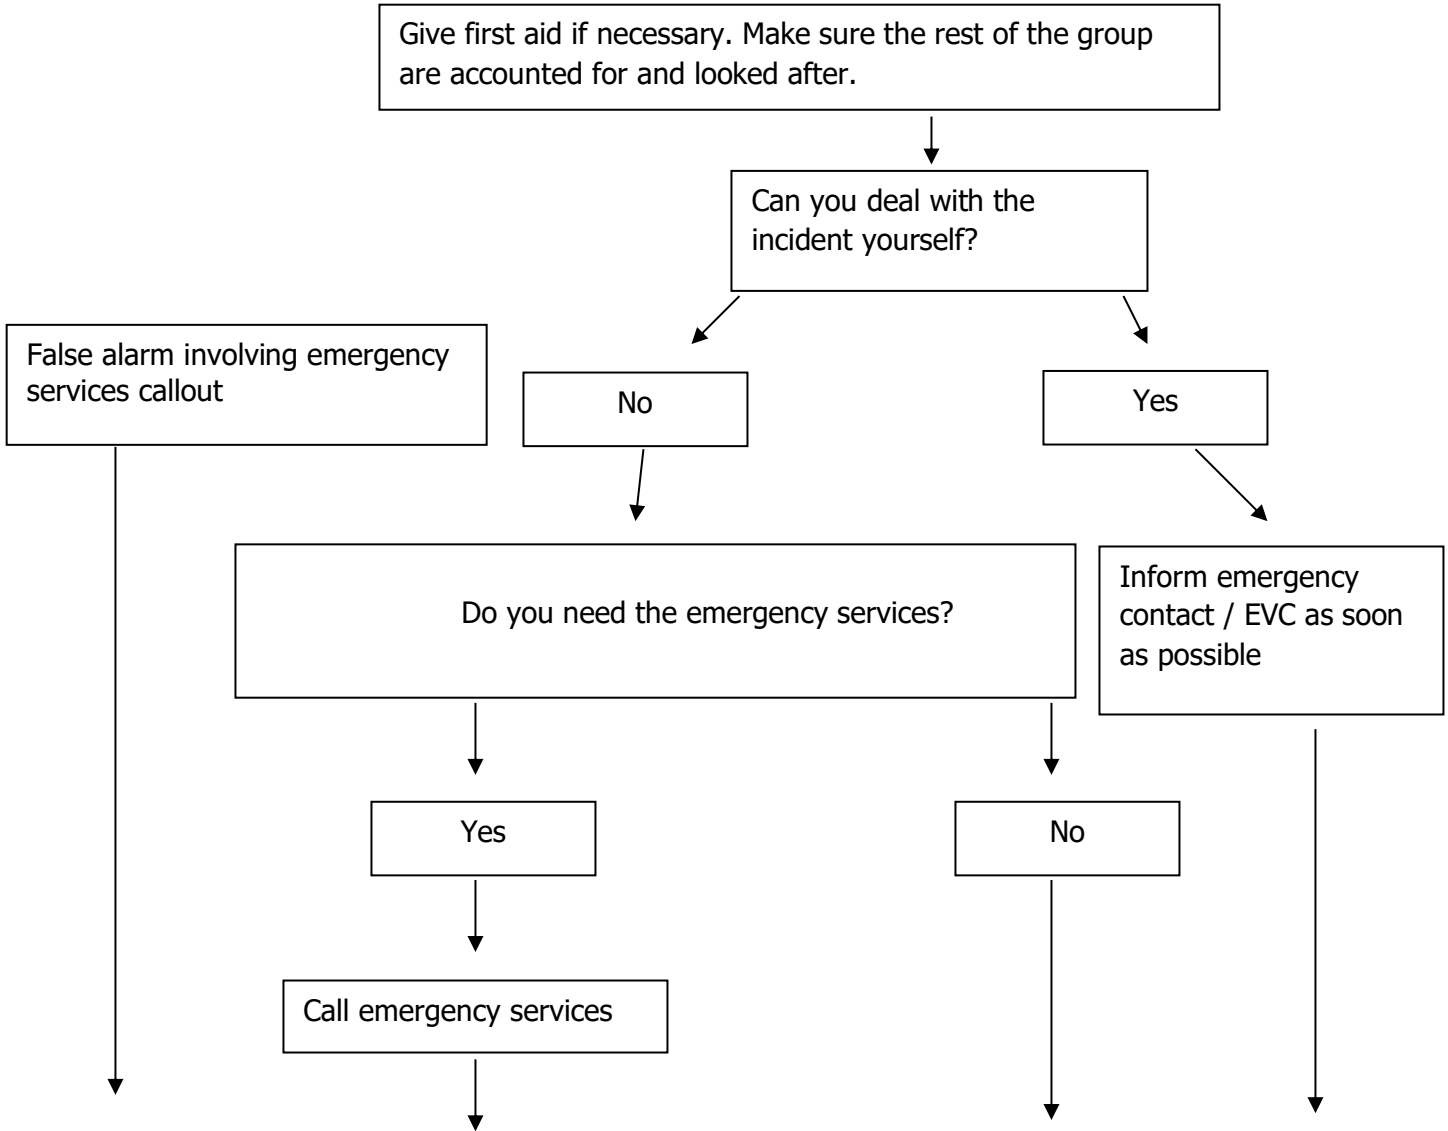 Give first aid if necessary. Make sure the rest of the group
are accounted for and looked after.
Can you deal with the
incident yourself?
False alarm involving emergency
services callout
No
Yes
Do you need the emergency services?
Inform emergency
contact / EVC as soon
as possible
Yes
No
Call emergency services